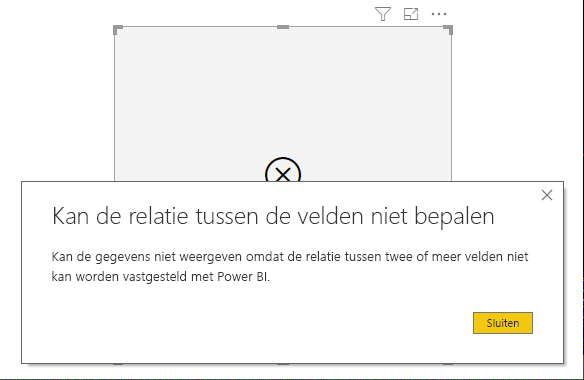 Kan de relatie tussen de velden niet bepalen
Kan de gegevens niet weergeven omdat de relatie tussen twee of meer velden niet
kan worden vastgesteld met Power BI.
Sluiten